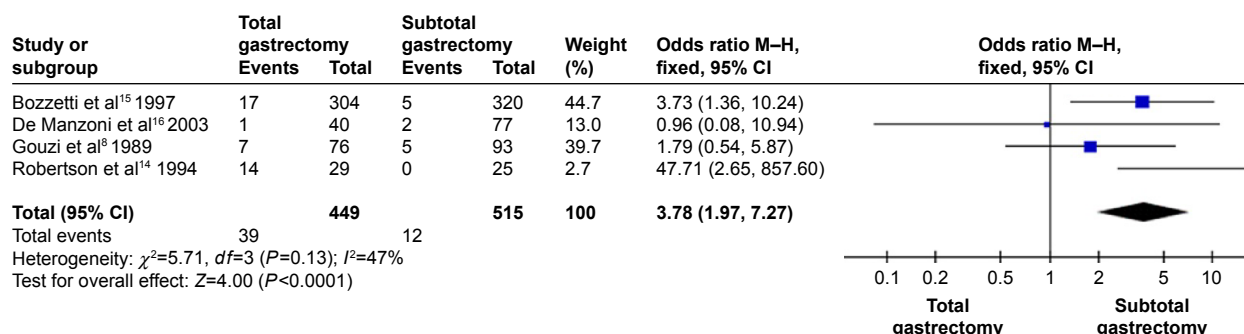 Study or subgroup Total gastrectomy Events Total Subtotal gastrectomy Events Total Weight (%) Odds ratio M–H, fixed, 95% CI Odds ratio M–H, fixed, 95% CI
Bozzetti et al¹⁵ 1997 17 304 5 320 44.7 3.73 (1.36, 10.24)
De Manzoni et al¹⁶ 2003 1 40 2 77 13.0 0.96 (0.08, 10.94)
Gouzi et al⁸ 1989 7 76 5 93 39.7 1.79 (0.54, 5.87)
Robertson et al¹⁴ 1994 14 29 0 25 2.7 47.71 (2.65, 857.60)
Total (95% CI) 449 515 100 3.78 (1.97, 7.27)
Total events 39 12
Heterogeneity: χ²=5.71, df=3 (P=0.13); I²=47%
Test for overall effect: Z=4.00 (P<0.0001)
0.1 0.2 0.5 1 2 5 10
Total gastrectomy Subtotal gastrectomy